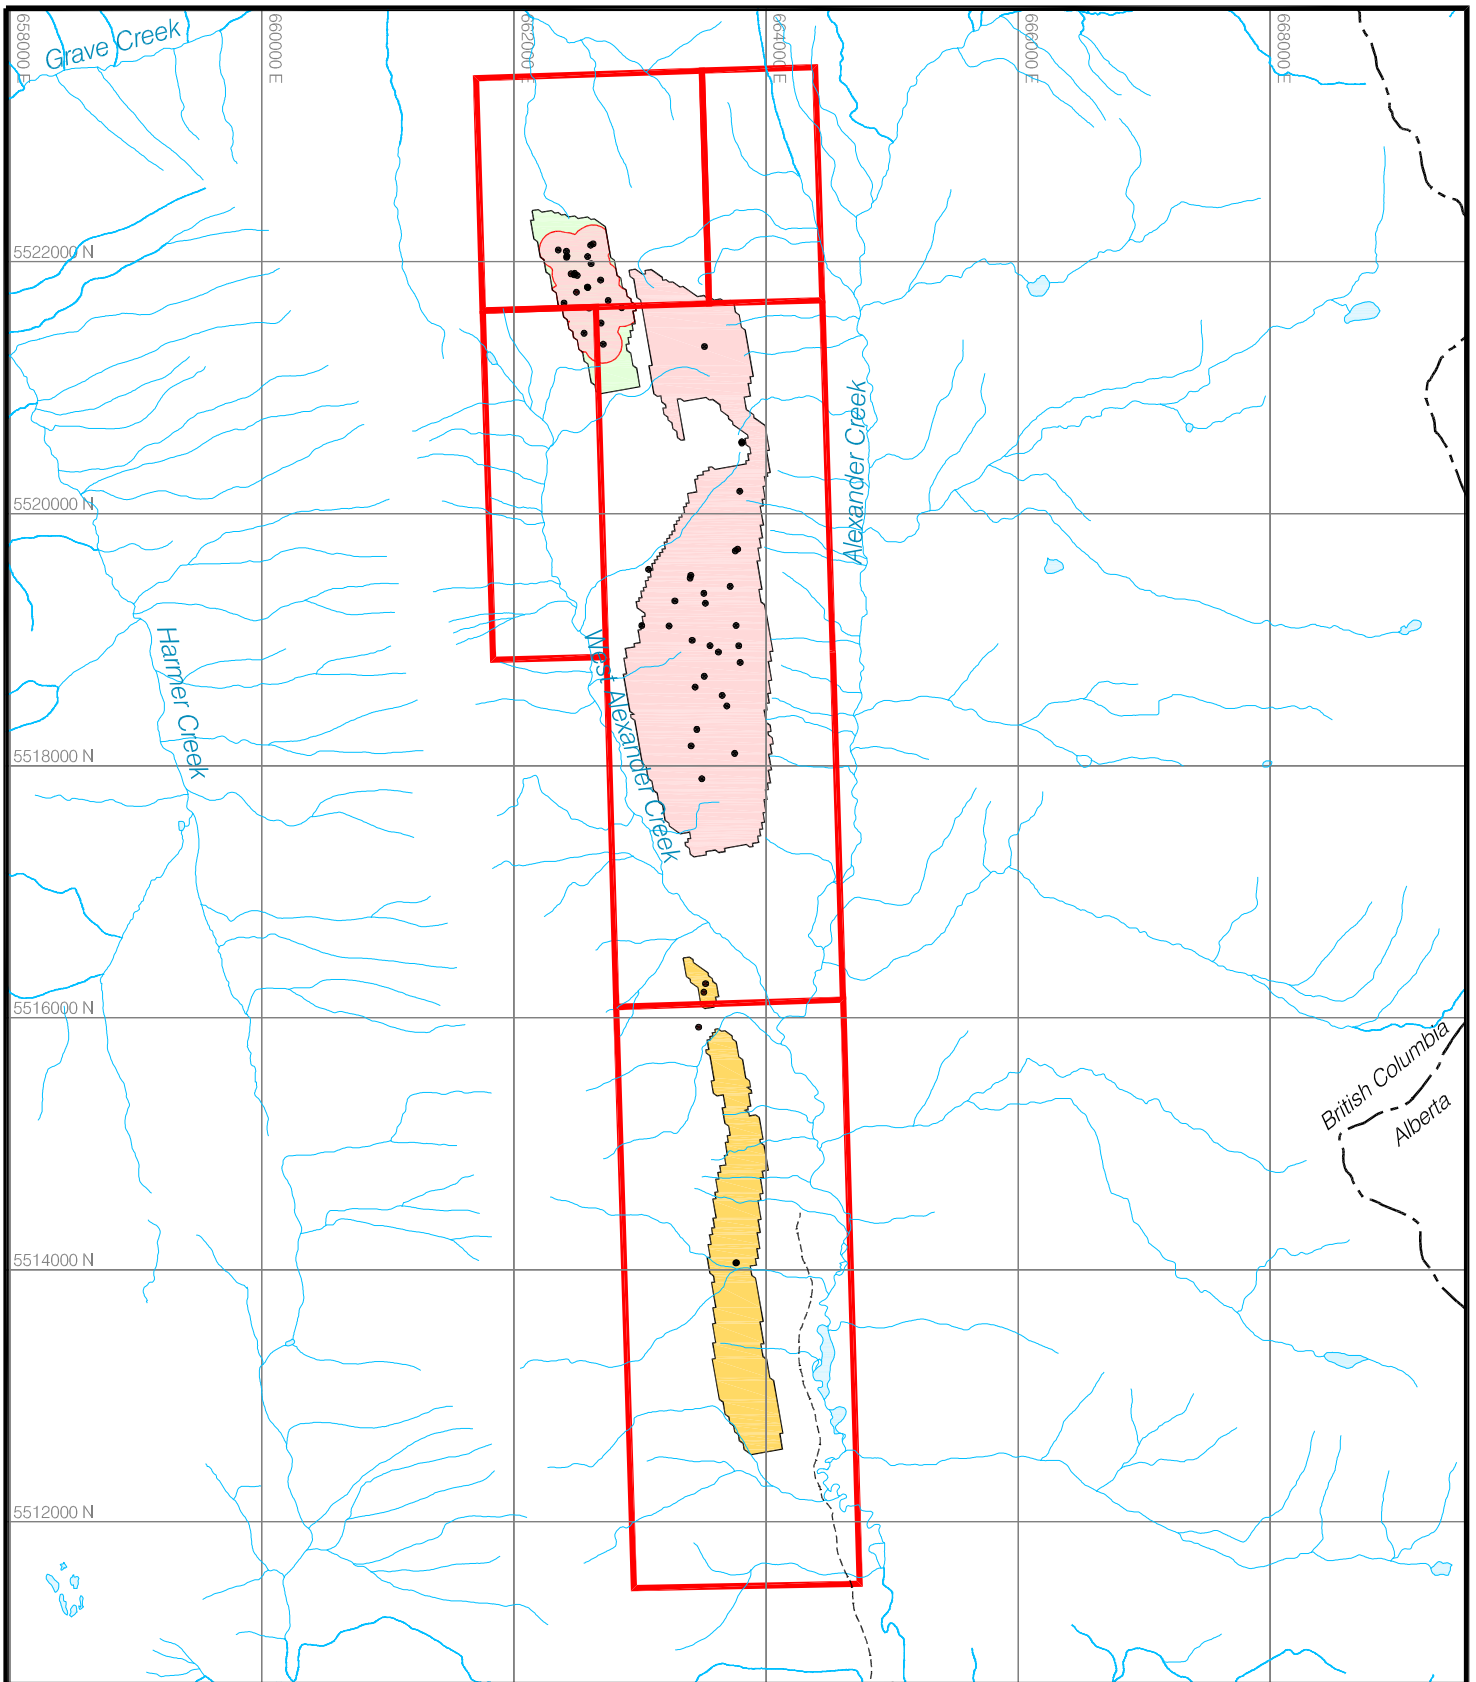 658000 E
660000 E
662000 E
664000 E
666000 E
668000 E
Grave Creek
5522000 N
Alexander Creek
5520000 N
Harmer Creek
West Alexander Creek
5518000 N
5516000 N
British Columbia
Alberta
5514000 N
5512000 N